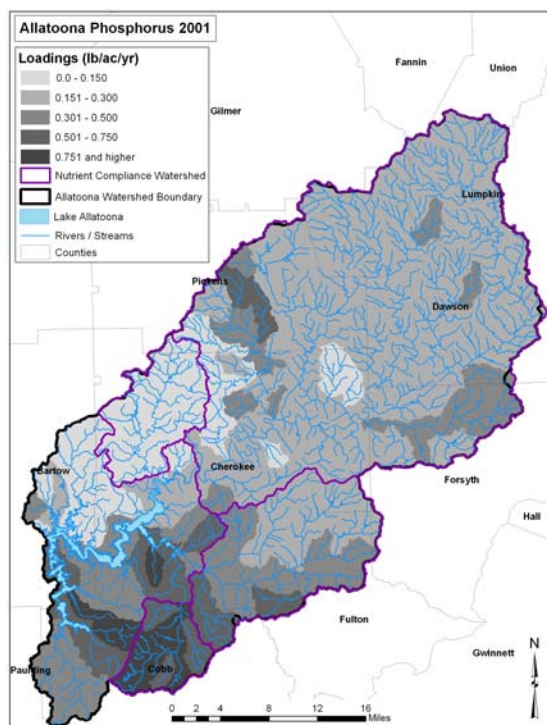 Allatoona Phosphorus 2001
Loadings (lb/ac/yr)
0.0 - 0.150
0.151 - 0.300
0.301 - 0.500
0.501 - 0.750
0.751 and higher
Nutrient Compliance Watershed
Allatoona Watershed Boundary
Lake Allatoona
Rivers / Streams
Counties
Fannin
Union
Gilmer
Lumpkin
Pickens
Dawson
Bartow
Cherokee
Forsyth
Hall
Fulton
Gwinnett
Paulding
Cobb
N
0 2 4 8 12 16
Miles